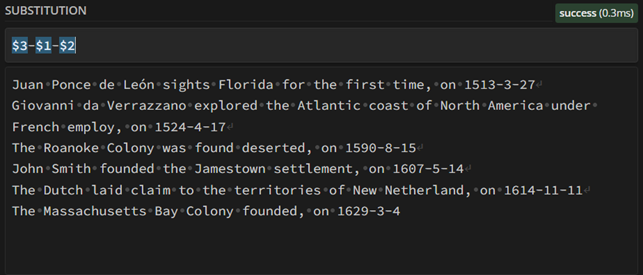 SUBSTITUTION
success (0.3ms)
$3-$1-$2
Juan Ponce de León sights Florida for the first time, on 1513-3-27
Giovanni da Verrazzano explored the Atlantic coast of North America under
French employ, on 1524-4-17
The Roanoke Colony was found deserted, on 1590-8-15
John Smith founded the Jamestown settlement, on 1607-5-14
The Dutch laid claim to the territories of New Netherland, on 1614-11-11
The Massachusetts Bay Colony founded, on 1629-3-4